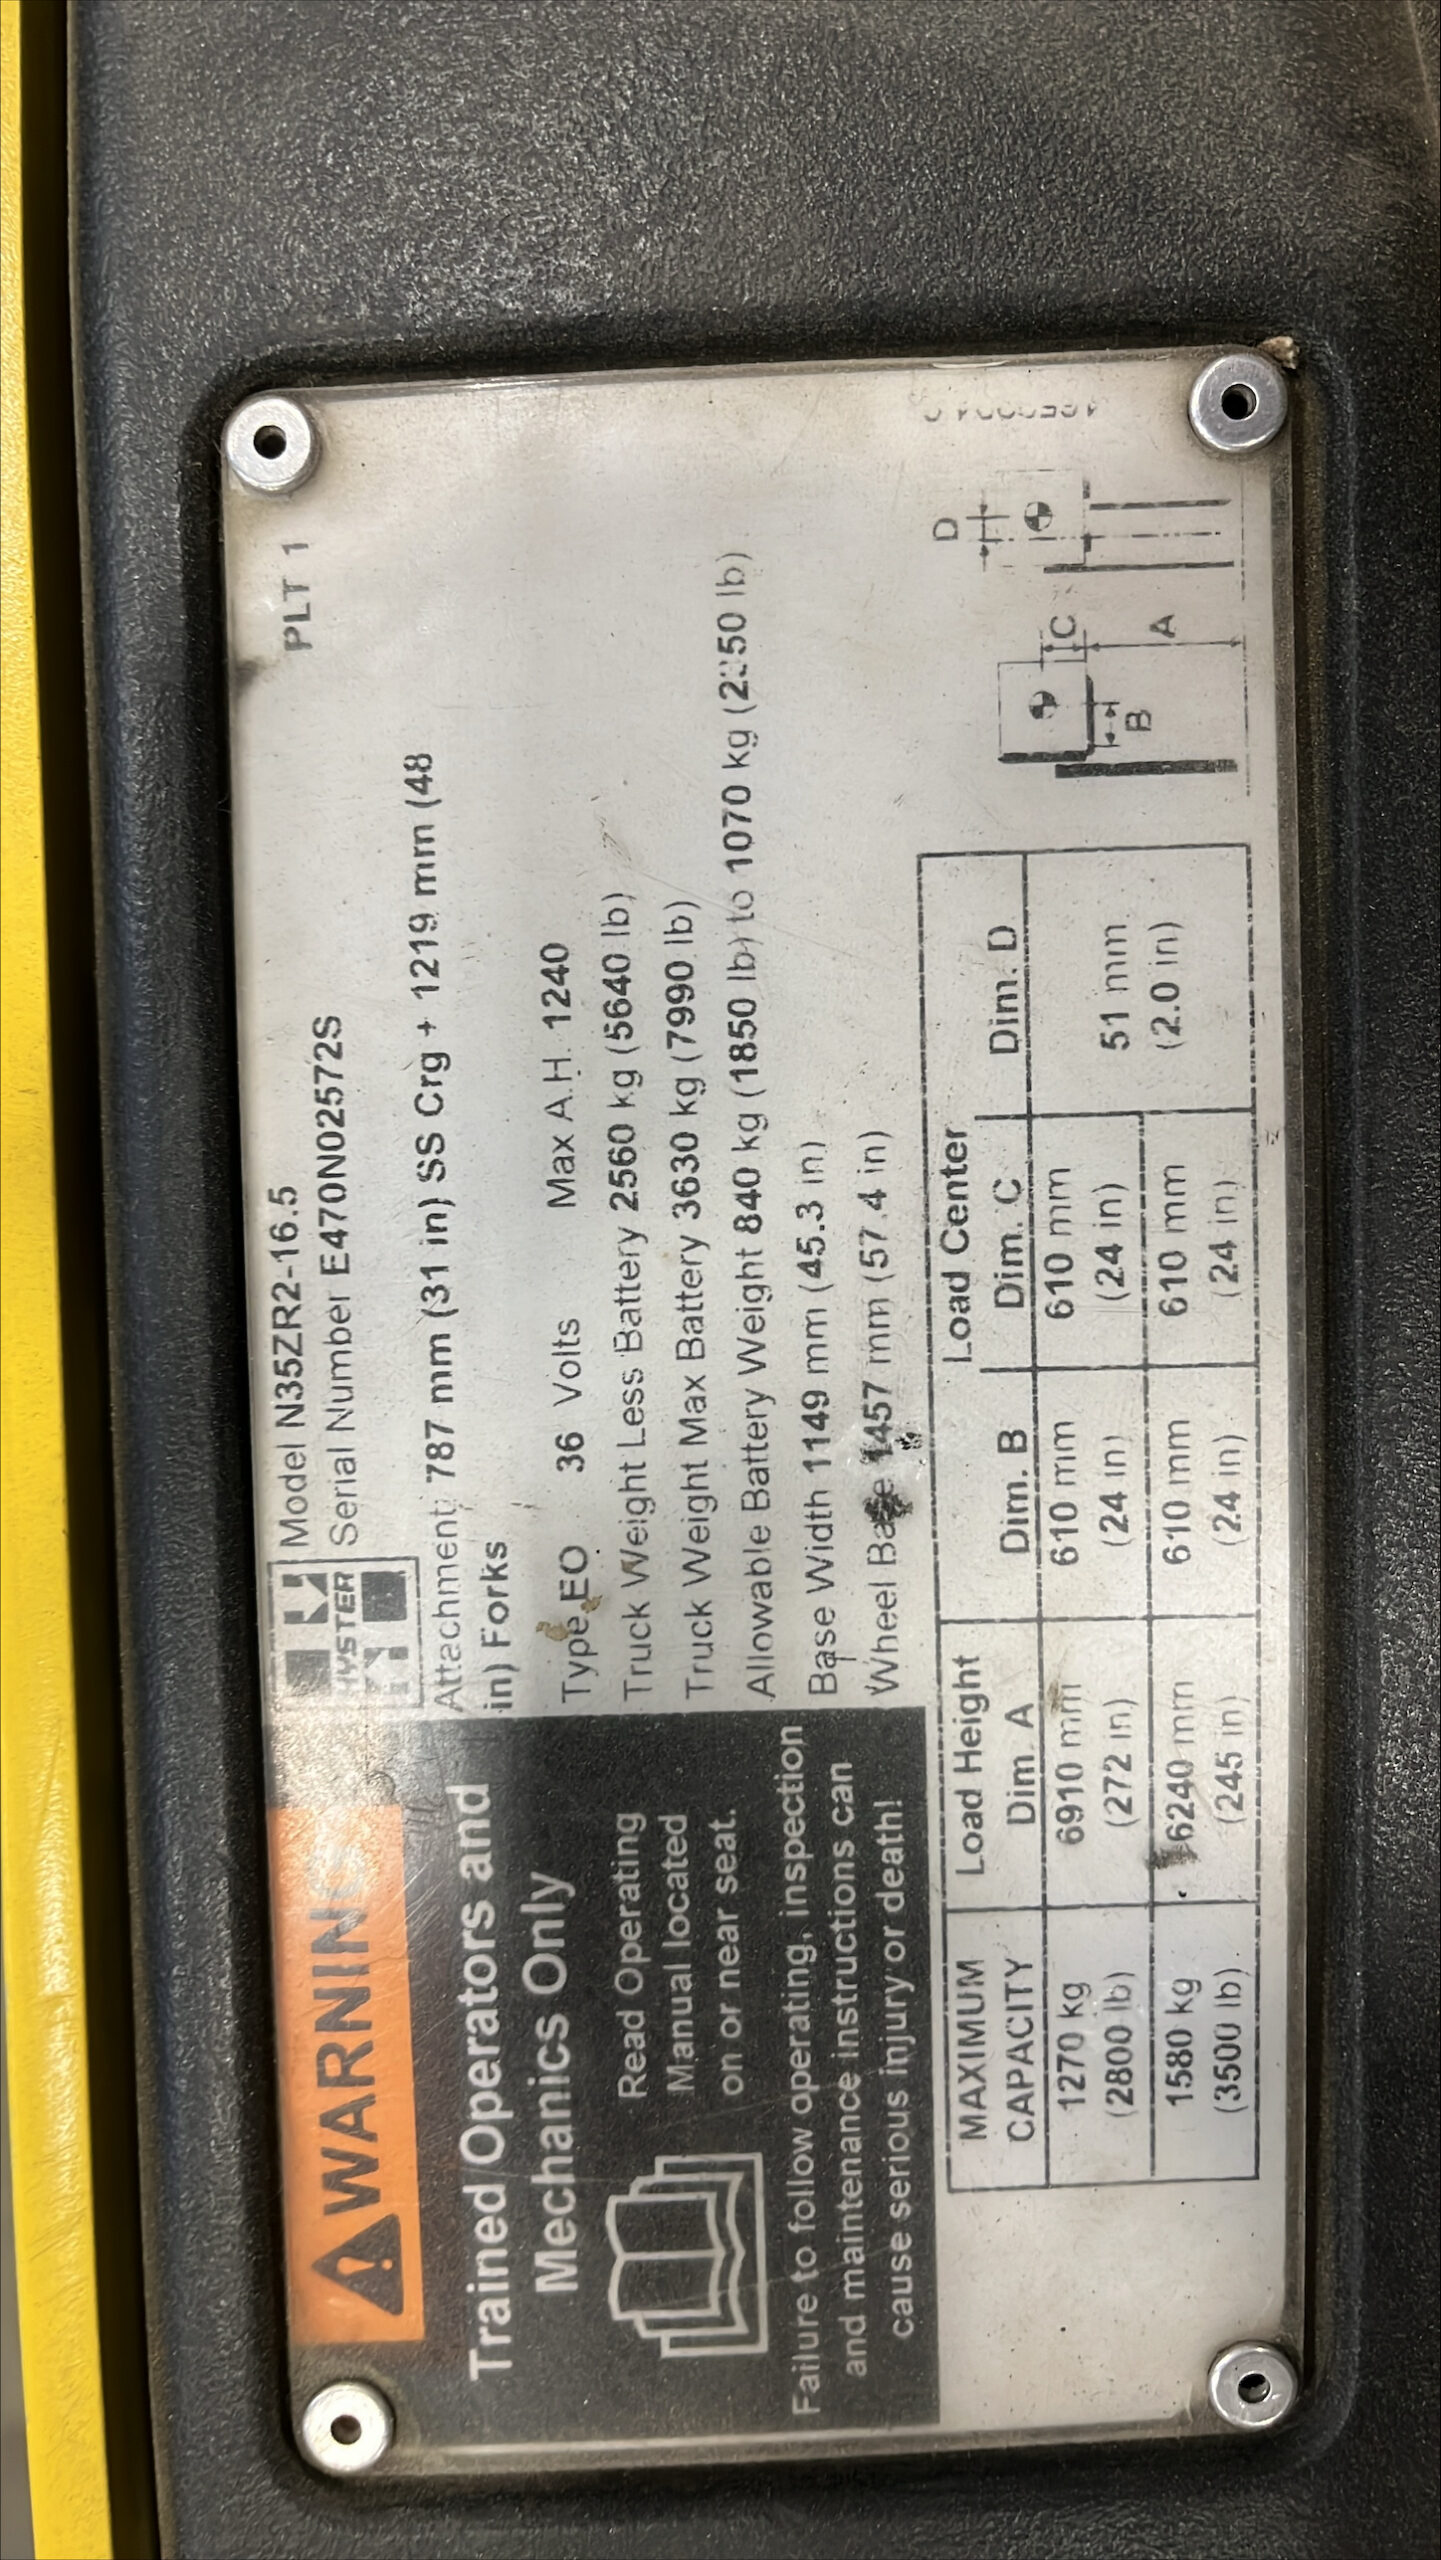 WARNING
Trained Operators and
Mechanics Only
Read Operating
Manual located
on or near seat.
Failure to follow operating, inspection
and maintenance instructions can
cause serious injury or death!
HYSTER
PLT 1
Model N35ZR2-16.5
Serial Number E470N02572S
Attachment: 787 mm (31 in) SS Crg + 1219 mm (48
in) Forks
Type EO 36 Volts Max A.H. 1240
Truck Weight Less Battery 2560 kg (5640 lb)
Truck Weight Max Battery 3630 kg (7990 lb)
Allowable Battery Weight 840 kg (1850 lb) to 1070 kg ( lb)
Base Width 1149 mm (45.3 in)
Wheel Base 1457 mm (57.4 in)
MAXIMUM CAPACITY Load Height Dim. A Load Center
Dim. B Dim. C Dim. D
1270 kg 6910 mm 610 mm 610 mm
(2800 lb) (272 in) (24 in) (24 in)
51 mm
(2.0 in)
1580 kg 6240 mm 610 mm 610 mm
(3500 lb) (245 in) (24 in) (24 in)
D
C
B
A